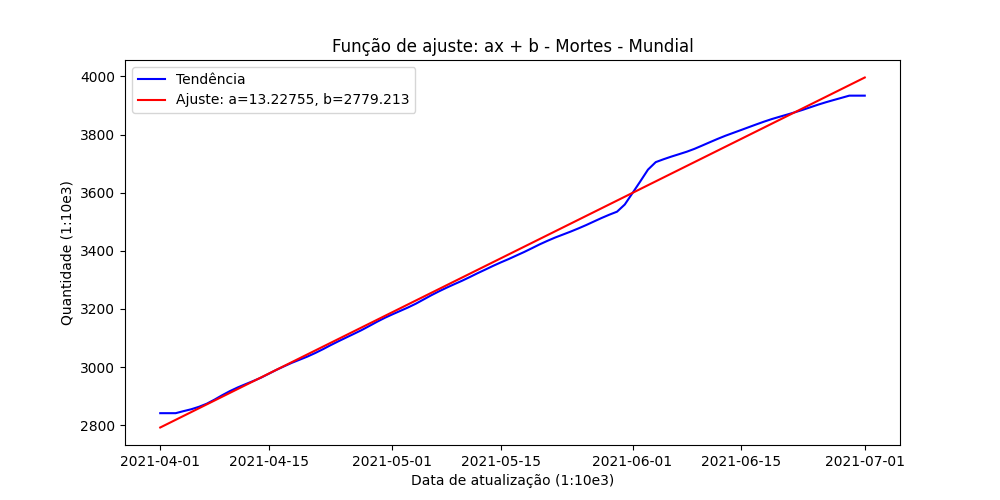 Função de ajuste: ax + b - Mortes - Mundial
Tendência
Ajuste: a=13.22755, b=2779.213
4000
3800
3600
3400
3200
3000
2800
Quantidade (1:10e3)
2021-04-01 2021-04-15 2021-05-01 2021-05-15 2021-06-01 2021-06-15 2021-07-01
Data de atualização (1:10e3)